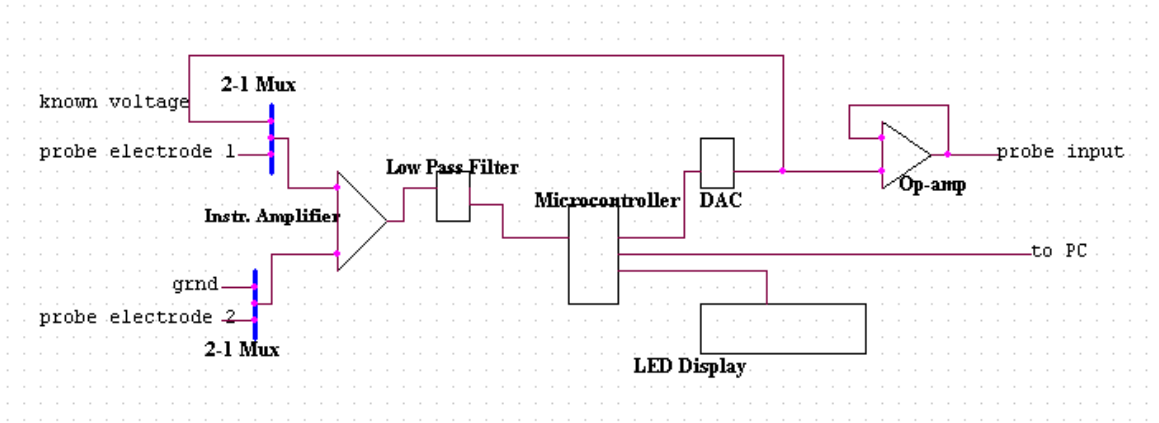 2-1 Mux
known voltage
probe electrode 1
Low Pass Filter
probe input
Op-amp
Microcontroller
DAC
Instr. Amplifier
to PC
grnd
probe electrode 2
2-1 Mux
LED Display